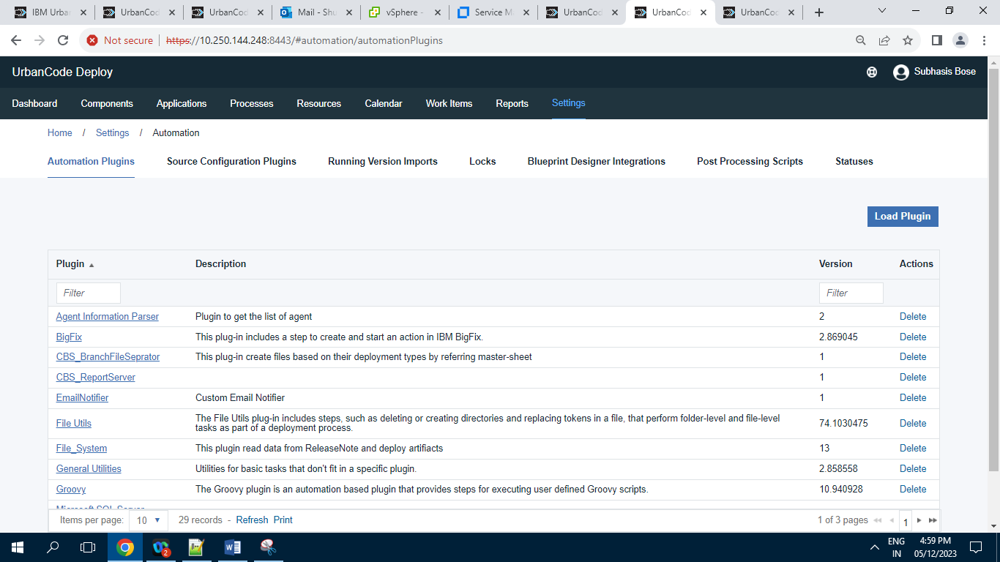 IBM Urban
UrbanCod
UrbanCod
Mail - Shu
vSphere -
Service M
UrbanCod
UrbanCod
UrbanCod
Not secure
https://10.250.144.248:8443/#automation/automationPlugins
UrbanCode Deploy
Subhasis Bose
Dashboard Components Applications Processes Resources Calendar Work Items Reports Settings
Home / Settings / Automation
Automation Plugins Source Configuration Plugins Running Version Imports Locks Blueprint Designer Integrations Post Processing Scripts Statuses
Load Plugin
Plugin Description Version Actions
Filter Filter
Agent Information Parser Plugin to get the list of agent 2 Delete
BigFix This plug-in includes a step to create and start an action in IBM BigFix. 2.869045 Delete
CBS_BranchFileSeprator This plug-in create files based on their deployment types by referring master-sheet 1 Delete
CBS_ReportServer 1 Delete
EmailNotifier Custom Email Notifier 1 Delete
File Utils The File Utils plug-in includes steps, such as deleting or creating directories and replacing tokens in a file, that perform folder-level and file-level
tasks as part of a deployment process. 74.1030475 Delete
File_System This plugin read data from ReleaseNote and deploy artifiacts 13 Delete
General Utilities Utilities for basic tasks that don't fit in a specific plugin. 2.858558 Delete
Groovy The Groovy plugin is an automation based plugin that provides steps for executing user defined Groovy scripts. 10.940928 Delete
Microsoft SQL Server
Items per page: 10 29 records - Refresh Print 1 of 3 pages 1
2
ENG
IN
4:59 PM
05/12/2023